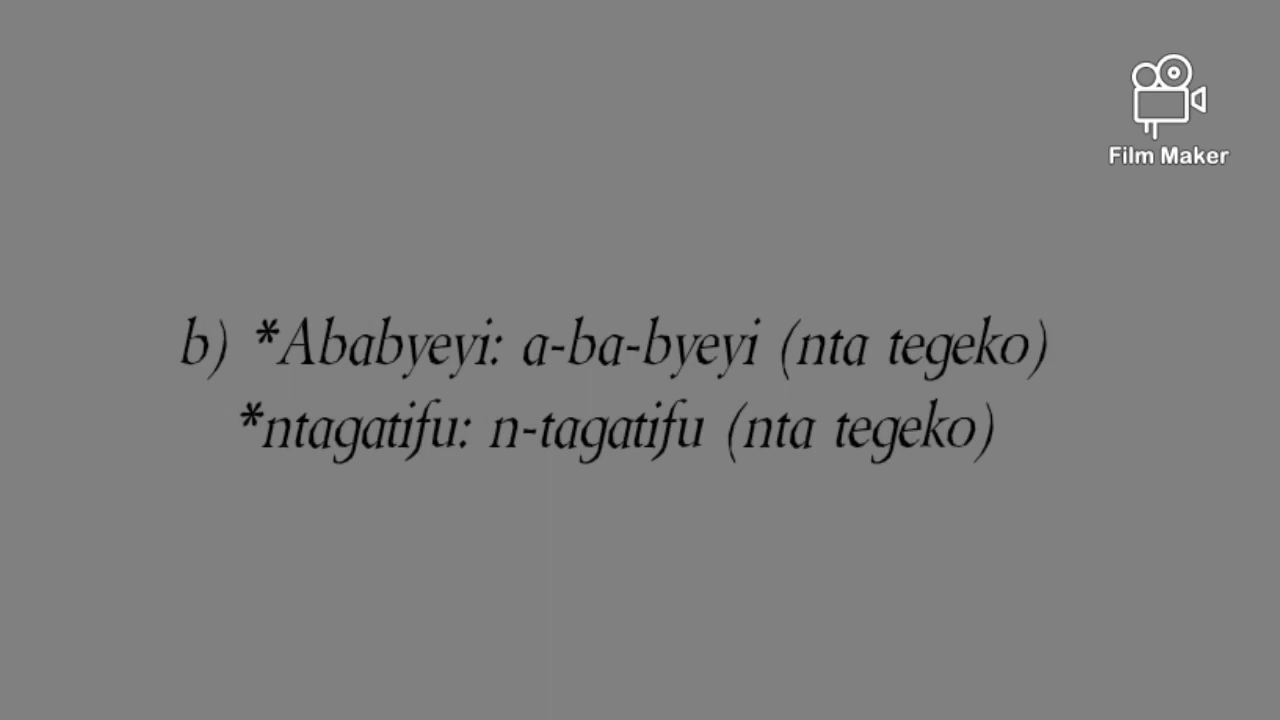 Film Maker
b) *Ababyeyi: a-ba-byeyi (nta tegeko)
*ntagatifu: n-tagatifu (nta tegeko)